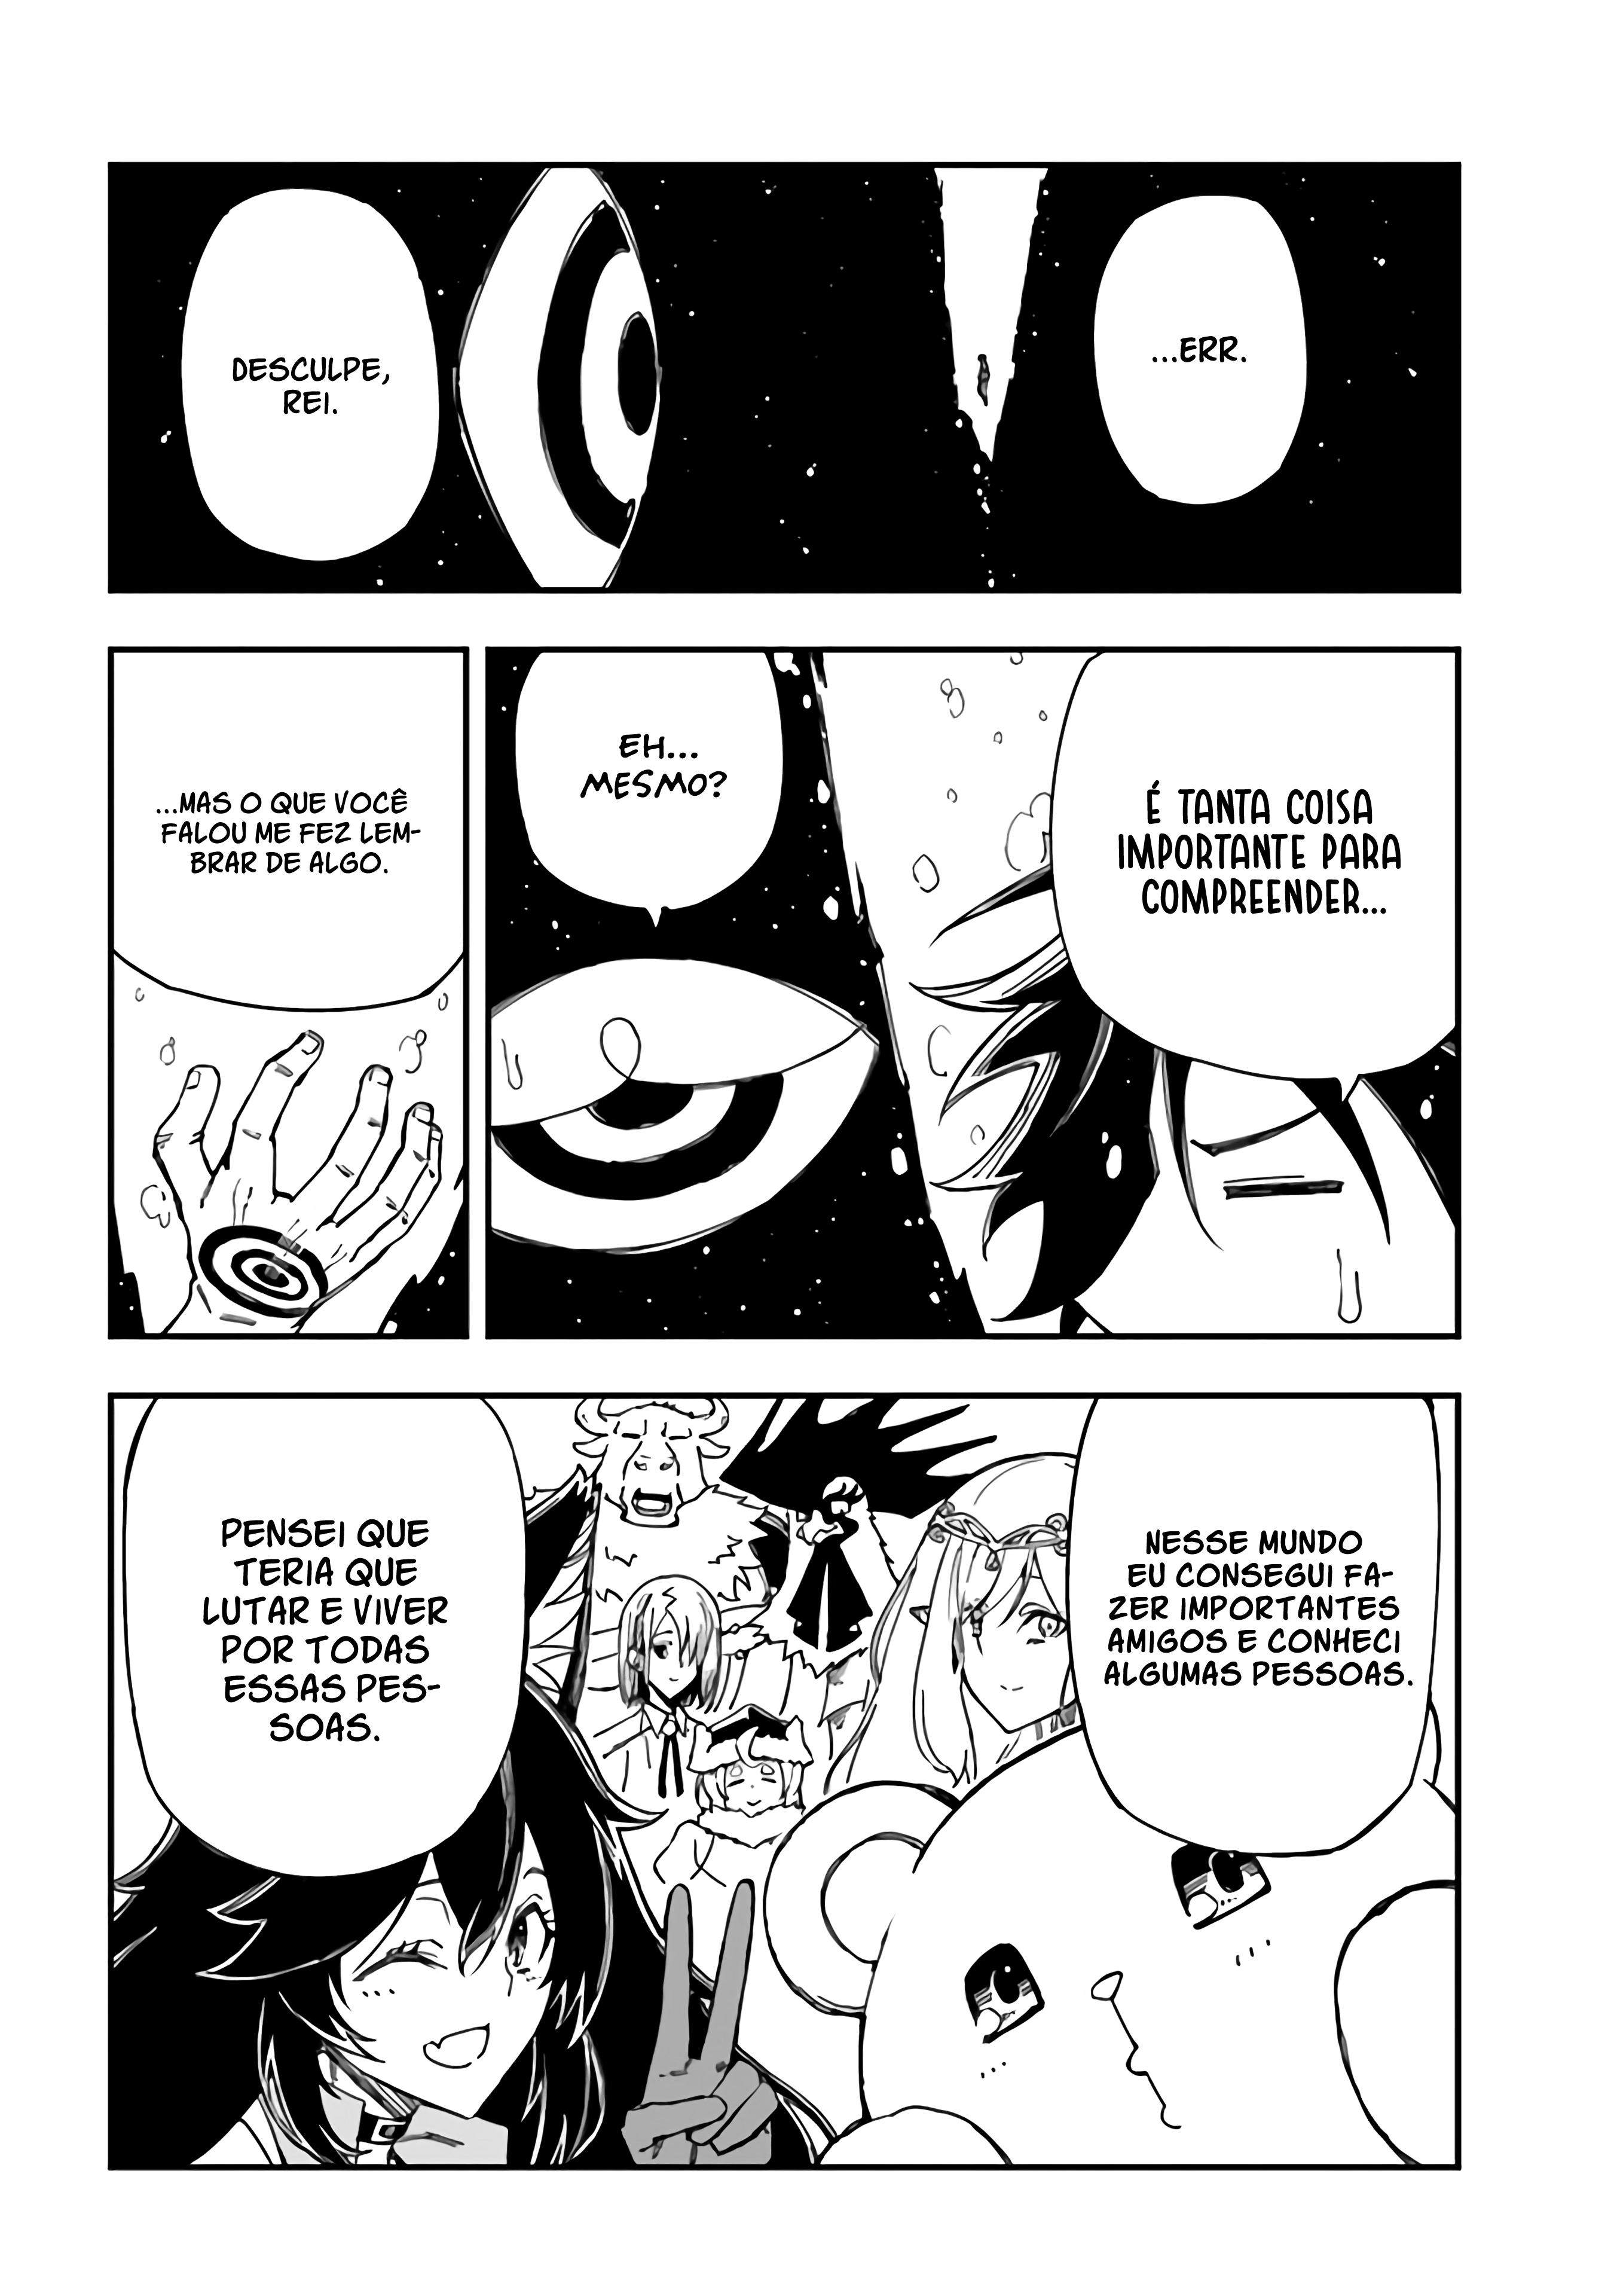 ...ERR.
DESCULPE,
REI.
É TANTA COISA
IMPORTANTE PARA
COMPREENDER...
EH...
MESMO?
...MAS O QUE VOCÊ
FALOU ME FEZ LEM-
BRAR DE ALGO.
NESSE MUNDO
EU CONSEGUI FA-
ZER IMPORTANTES
AMIGOS E CONHECI
ALGUMAS PESSOAS.
PENSEI QUE
TERIA QUE
LUTAR E VIVER
POR TODAS
ESSAS PES-
SOAS.